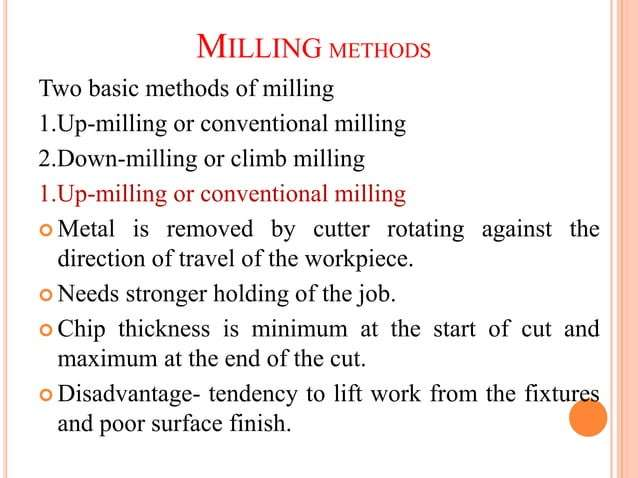 MILLING METHODS
Two basic methods of milling
1.Up-milling or conventional milling
2.Down-milling or climb milling
1.Up-milling or conventional milling
Metal is removed by cutter rotating against the
direction of travel of the workpiece.
Needs stronger holding of the job.
Chip thickness is minimum at the start of cut and
maximum at the end of the cut.
Disadvantage- tendency to lift work from the fixtures
and poor surface finish.